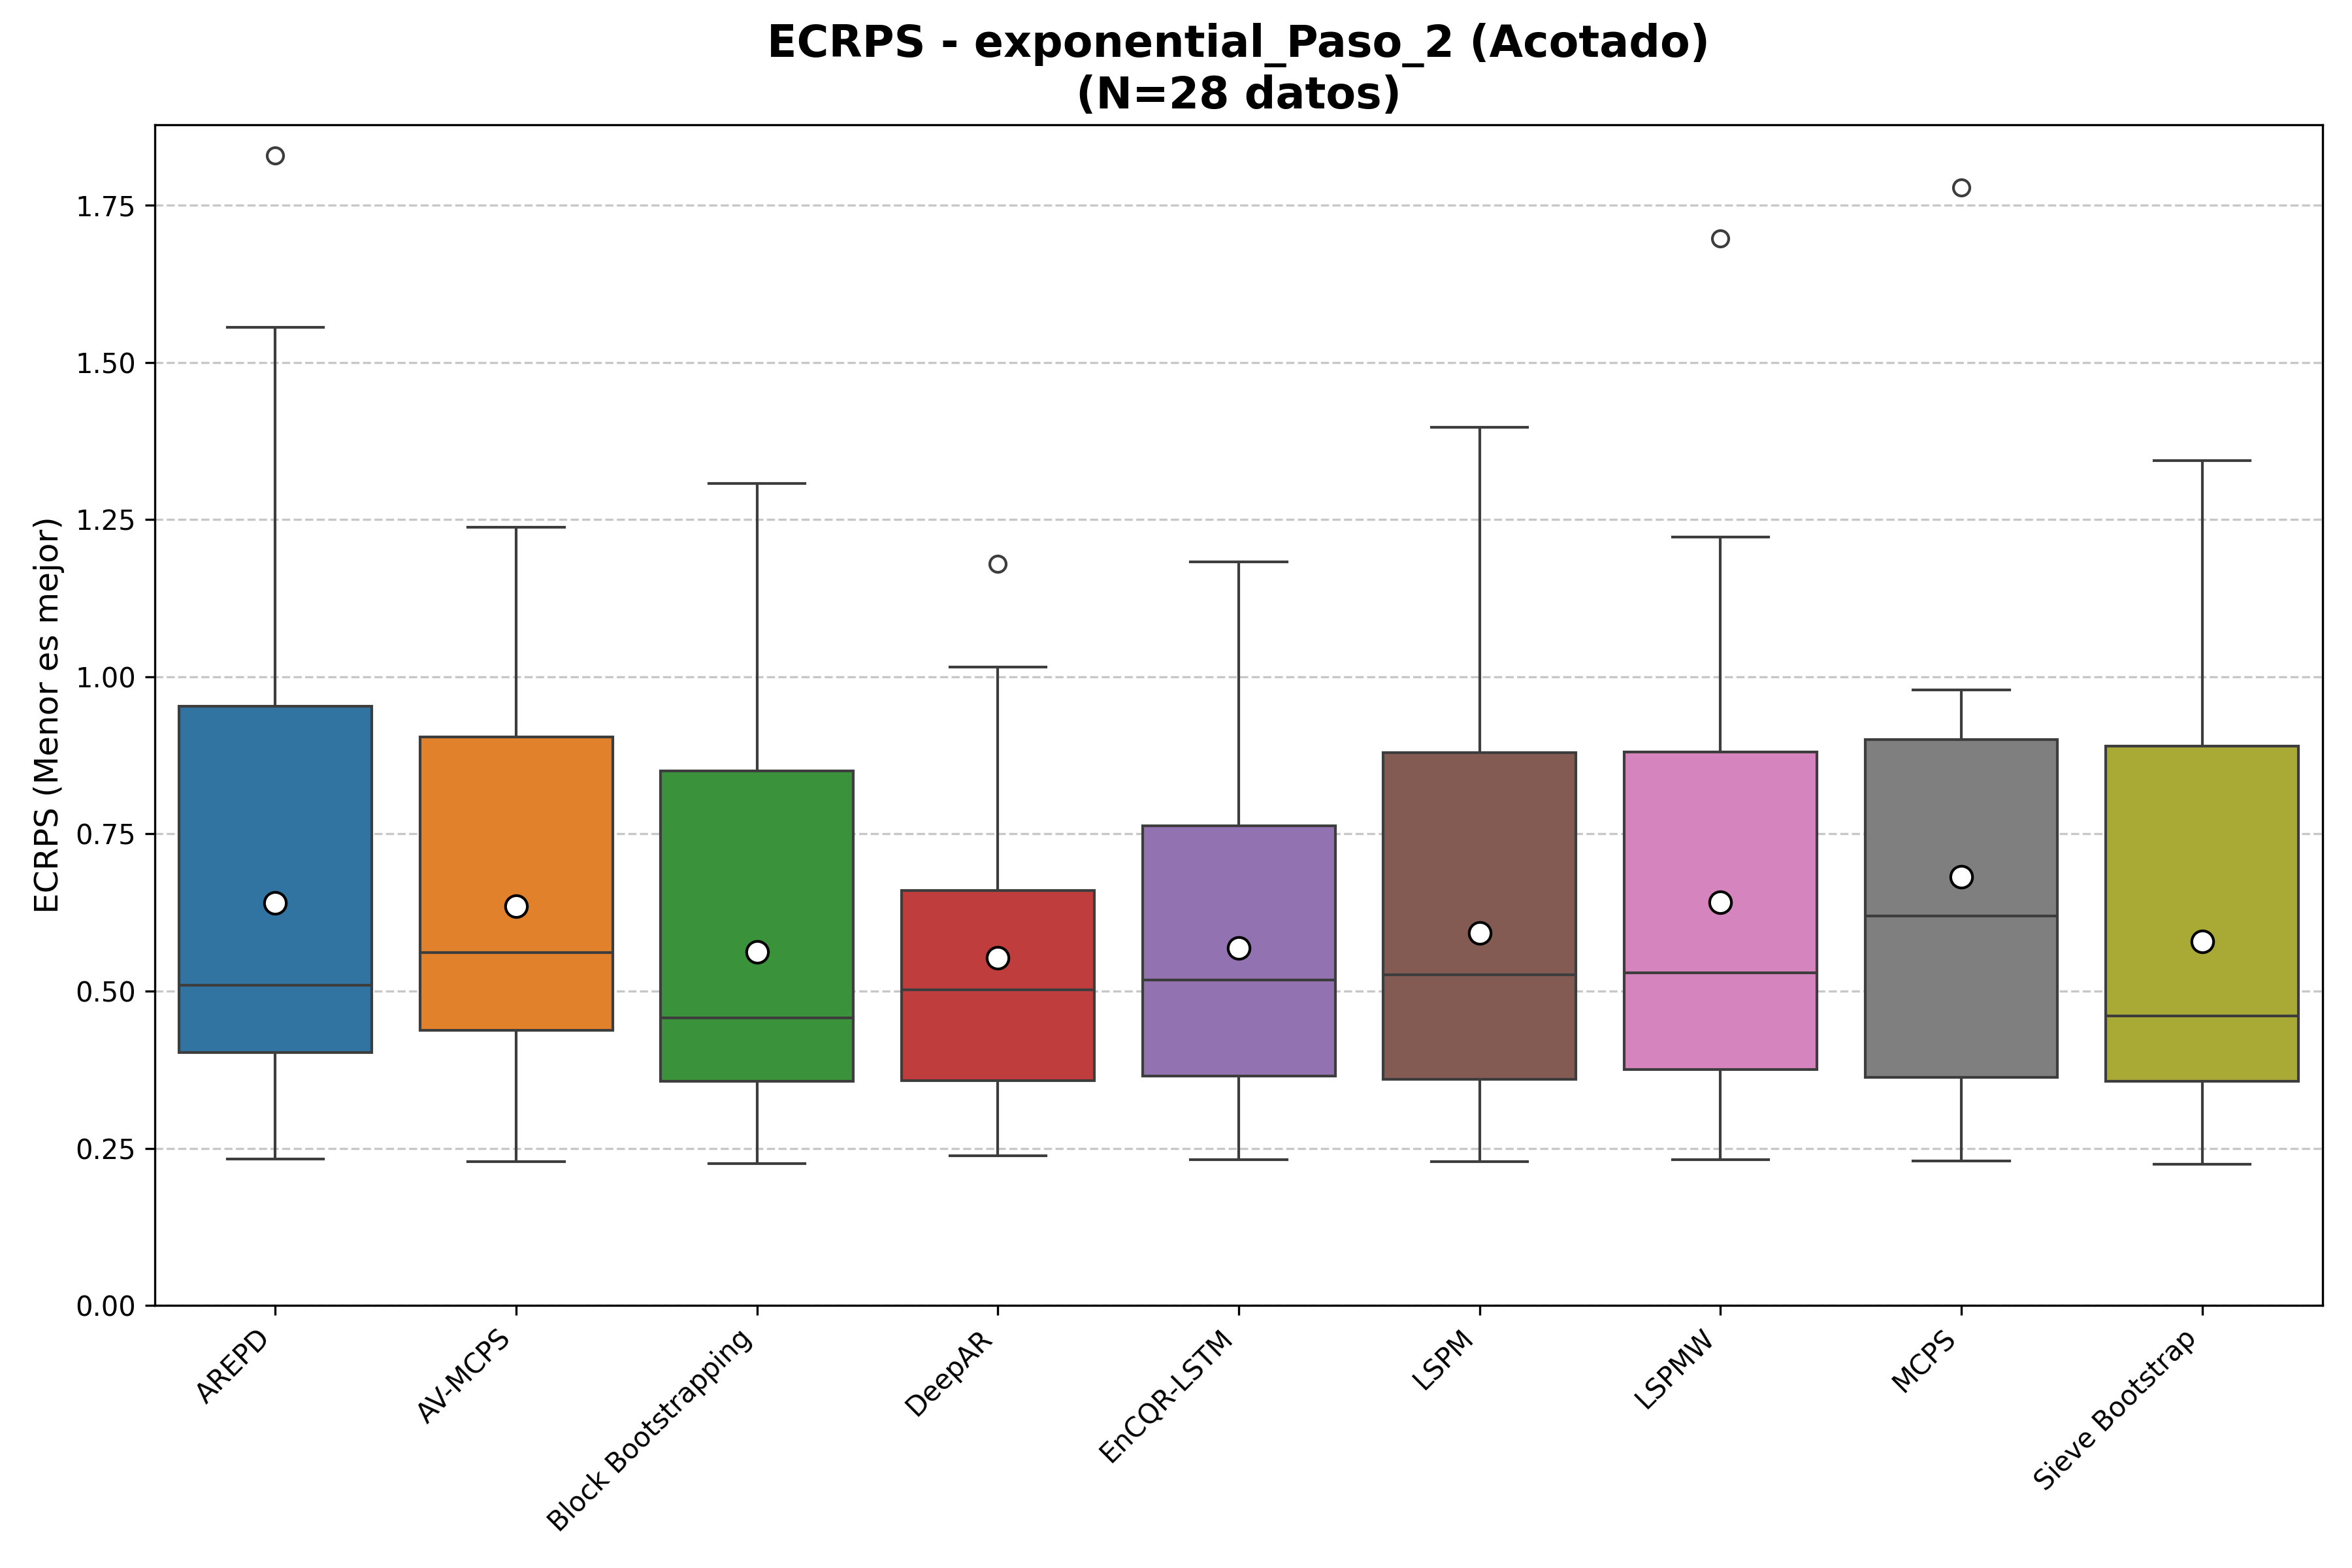 ECRPS - exponential_Paso_2 (Acotado)
(N=28 datos)
ECRPS (Menor es mejor)
1.75
1.50
1.25
1.00
0.75
0.50
0.25
0.00
AREPD
AV-MCPS
Block Bootstrapping
DeepAR
EnCQR-LSTM
LSPM
LSPMW
MCPS
Sieve Bootstrap